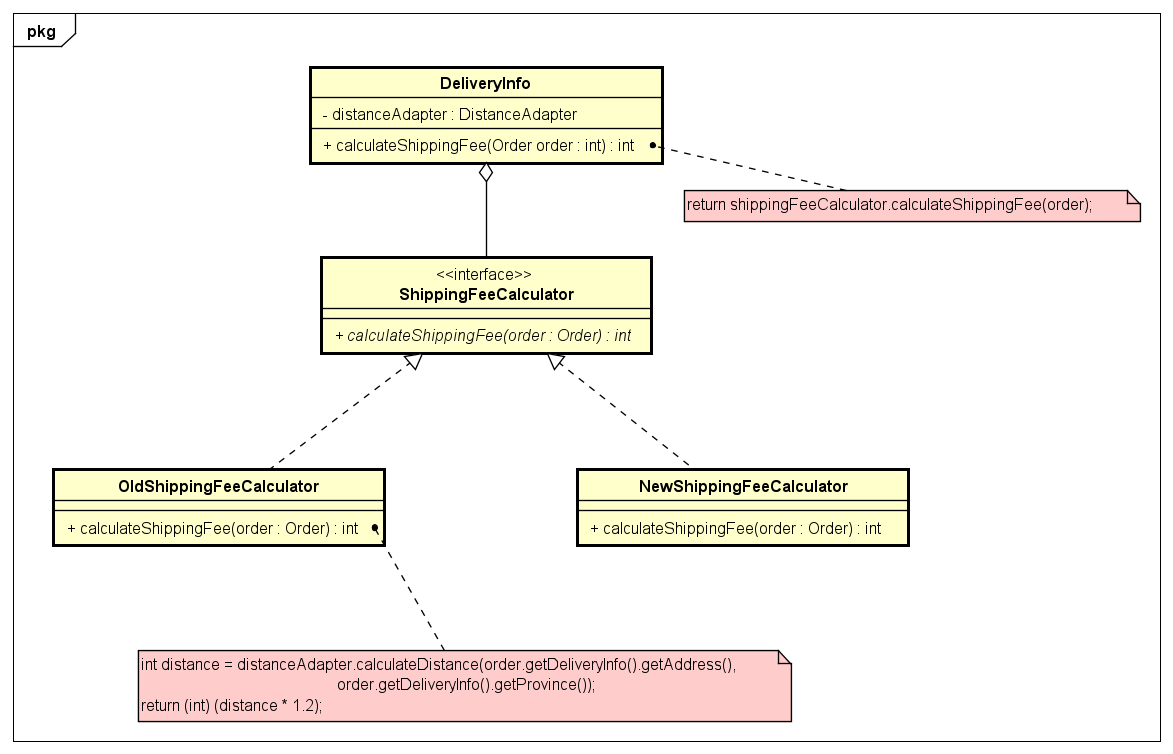 pkg
DeliveryInfo
- distanceAdapter : DistanceAdapter
+ calculateShippingFee(Order order : int) : int
return shippingFeeCalculator.calculateShippingFee(order);
<<interface>>
ShippingFeeCalculator
+ calculateShippingFee(order : Order) : int
OldShippingFeeCalculator
+ calculateShippingFee(order : Order) : int
NewShippingFeeCalculator
+ calculateShippingFee(order : Order) : int
int distance = distanceAdapter.calculateDistance(order.getDeliveryInfo().getAddress(),
order.getDeliveryInfo().getProvince());
return (int) (distance * 1.2);